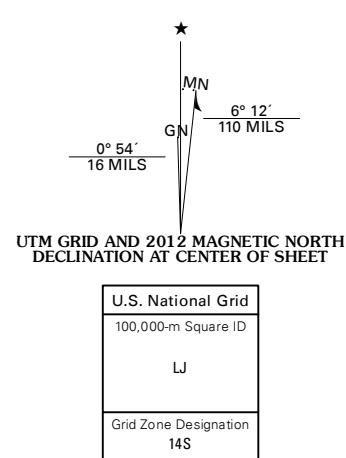 ★
MN
GN
6° 12´
110 MILS
0° 54´
16 MILS
UTM GRID AND 2012 MAGNETIC NORTH
DECLINATION AT CENTER OF SHEET
U.S. National Grid
100,000-m Square ID
LJ
Grid Zone Designation
14S